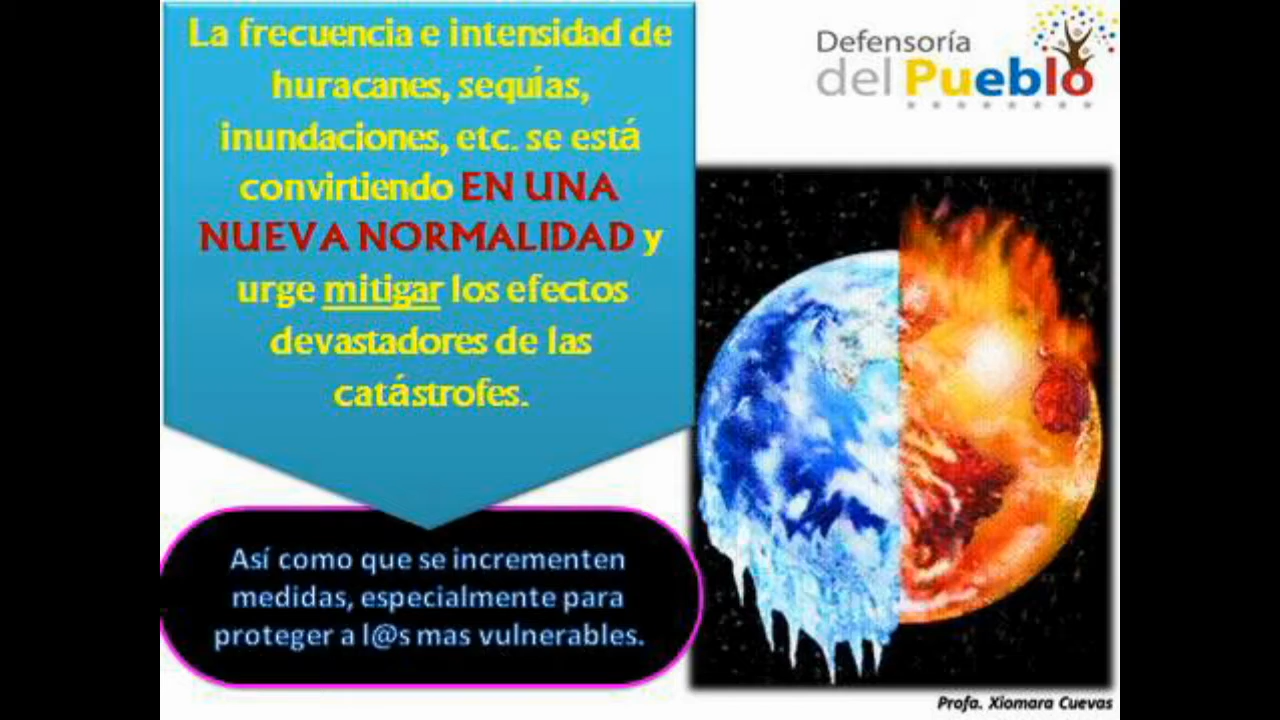 La frecuencia e intensidad de
huracanes, sequías,
inundaciones, etc. se está
convirtiendo EN UNA
NUEVA NORMALIDAD y
urge mitigar los efectos
devastadores de las
catástrofes.
Así como que se incrementen
medidas, especialmente para
proteger a l@s mas vulnerables.
Defensoría
del Pueblo
Profa. Xiomara Cuevas